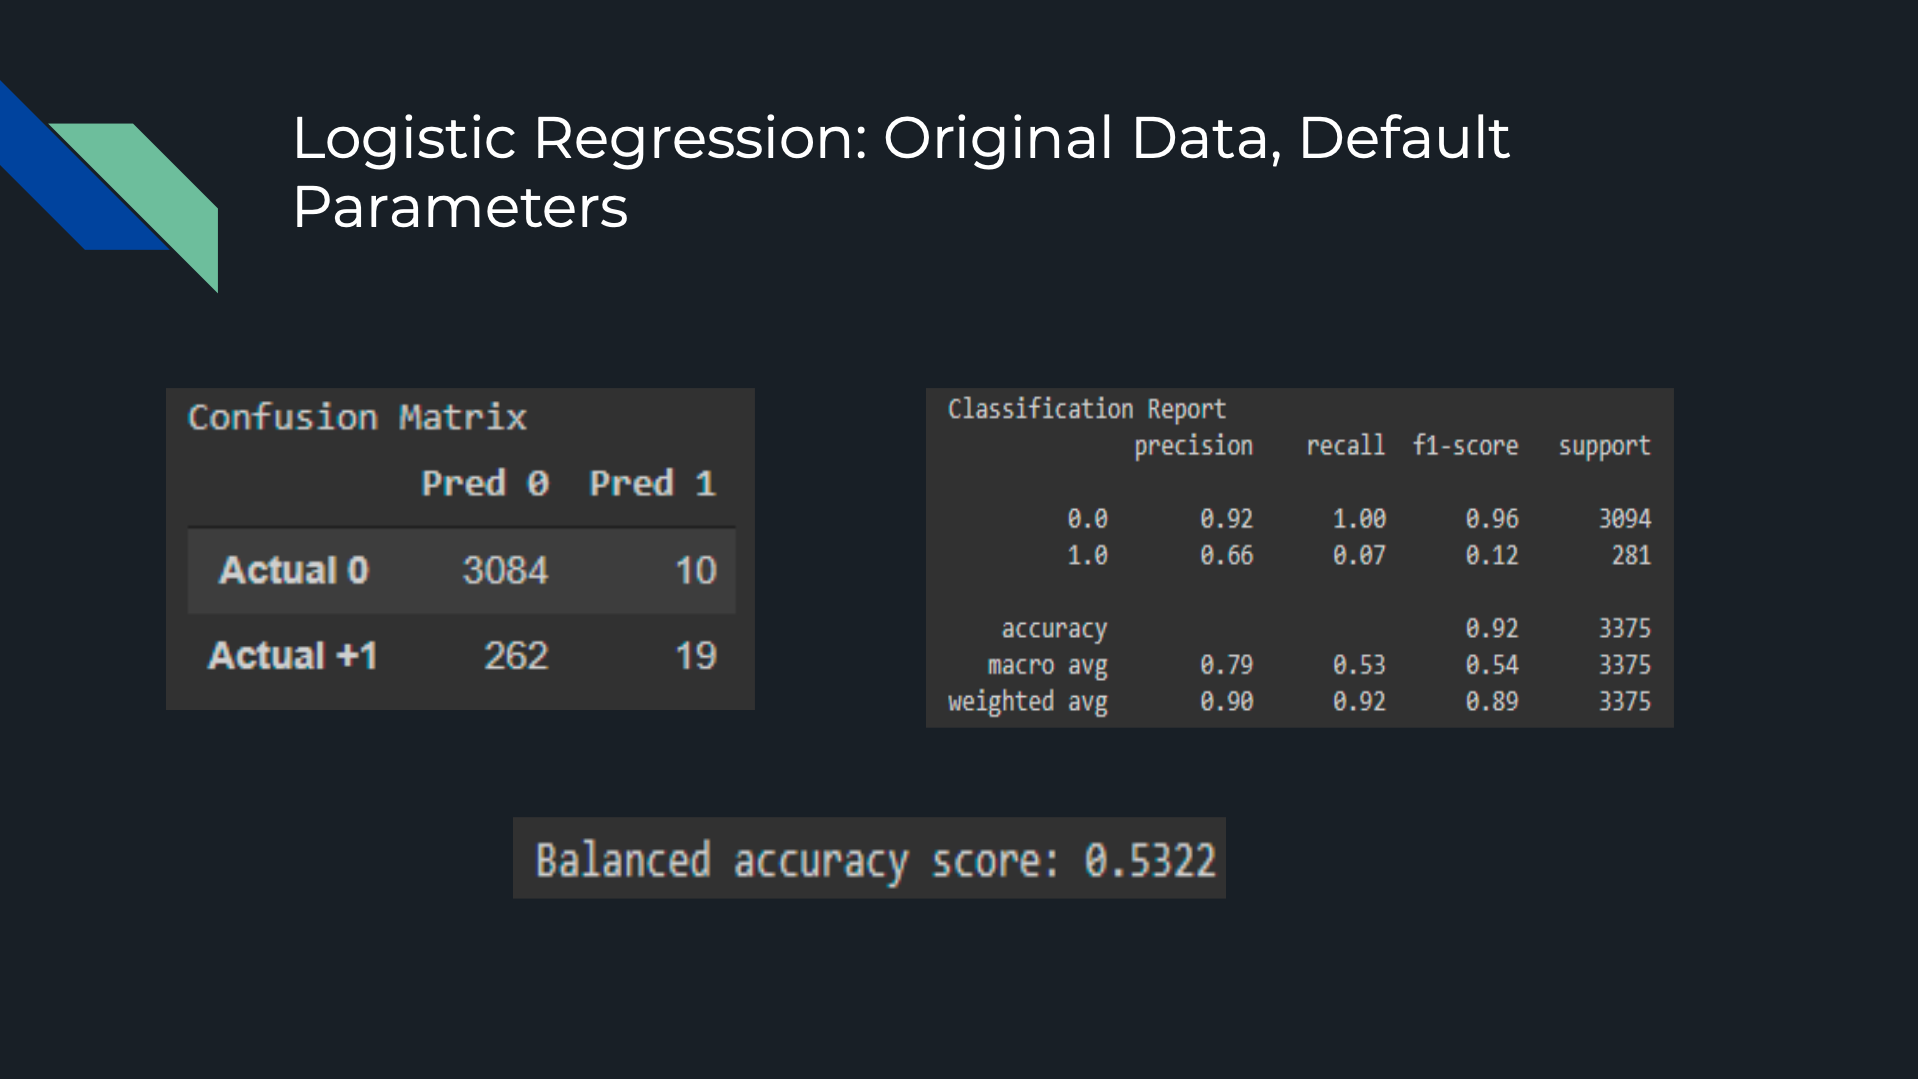 Logistic Regression: Original Data, Default
Parameters
Confusion Matrix
Pred 0 Pred 1
Actual 0 3084 10
Actual +1 262 19
Classification Report
precision recall f1-score support
0.0 0.92 1.00 0.96 3094
1.0 0.66 0.07 0.12 281
accuracy 0.92 3375
macro avg 0.79 0.53 0.54 3375
weighted avg 0.90 0.92 0.89 3375
Balanced accuracy score: 0.5322